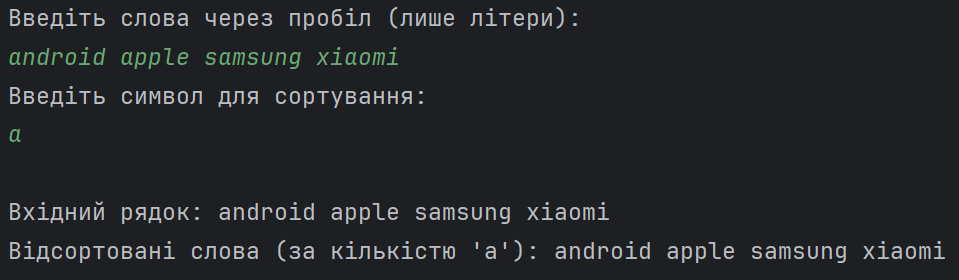 Введіть слова через пробіл (лише літери):
android apple samsung xiaomi
Введіть символ для сортування:
a
Вхідний рядок: android apple samsung xiaomi
Відсортовані слова (за кількістю 'a'): android apple samsung xiaomi